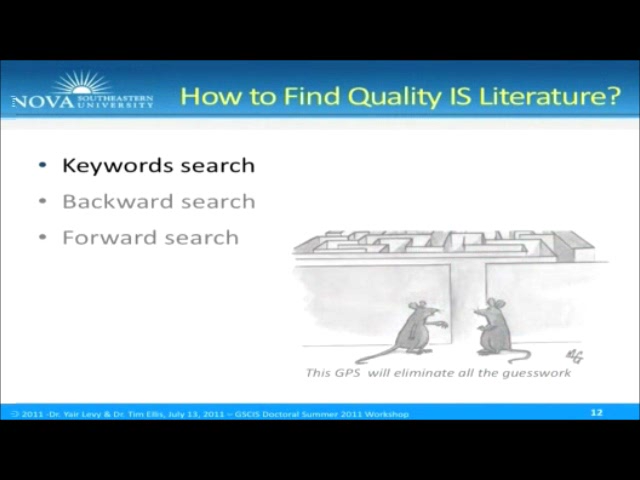 NOVA SOUTHEASTERN UNIVERSITY
How to Find Quality IS Literature?
• Keywords search
• Backward search
• Forward search
This GPS will eliminate all the guesswork
© 2011 -Dr. Yair Levy & Dr. Tim Ellis, July 13, 2011 – GSCIS Doctoral Summer 2011 Workshop
12